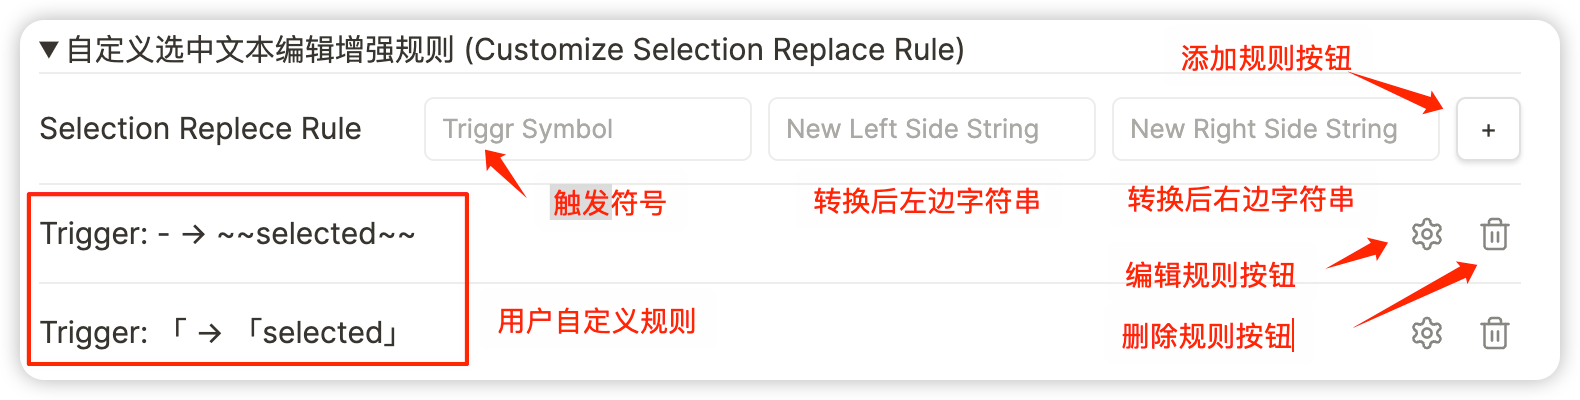 ▼自定义选中文本编辑增强规则 (Customize Selection Replace Rule)
添加规则按钮
Selection Replece Rule
Triggr Symbol
New Left Side String
New Right Side String
+
触发符号
转换后左边字符串
转换后右边字符串
Trigger: - → ~~selected~~
编辑规则按钮
用户自定义规则
Trigger: 「 → 「selected」
删除规则按钮